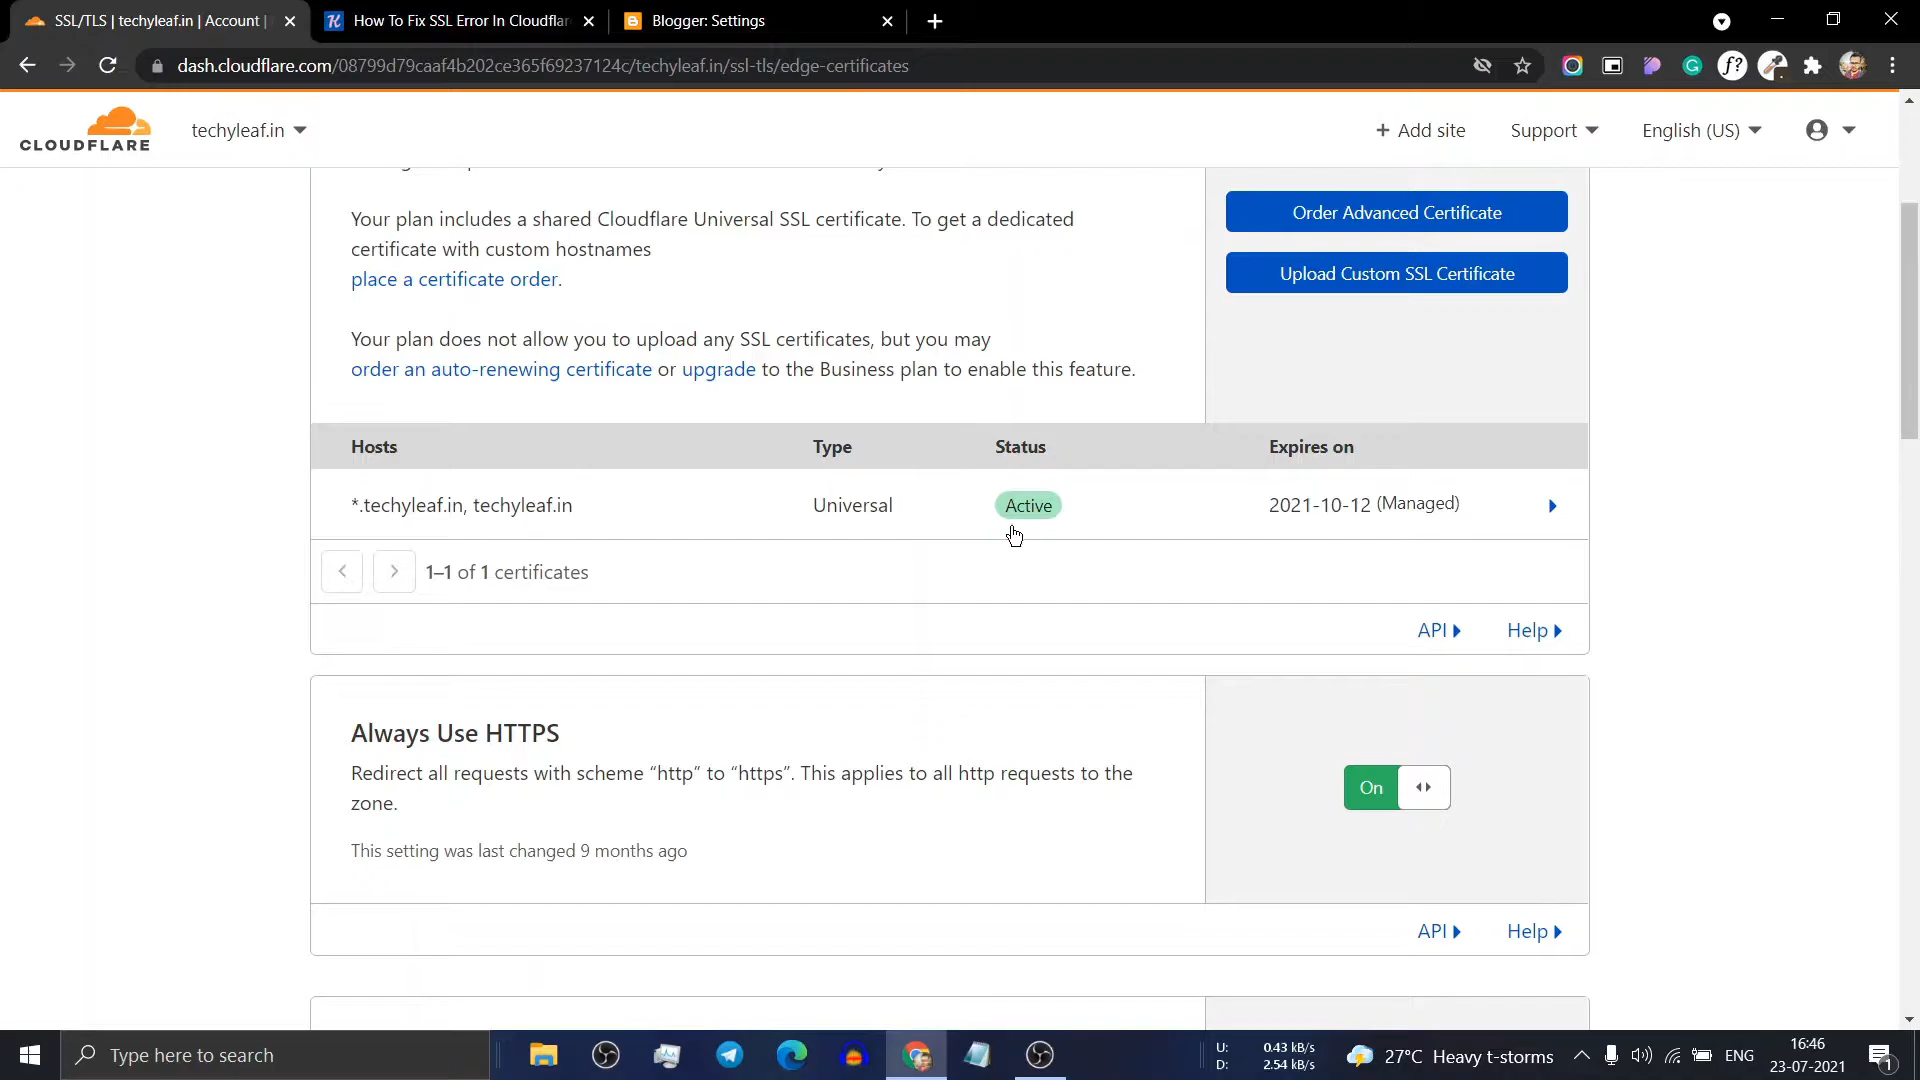 SSL/TLS | techyleaf.in | Account |
How To Fix SSL Error In Cloudflar
Blogger: Settings
dash.cloudflare.com/08799d79caaf4b202ce365f69237124c/techyleaf.in/ssl-tls/edge-certificates
CLOUDFLARE
techyleaf.in
+ Add site
Support
English (US)
Your plan includes a shared Cloudflare Universal SSL certificate. To get a dedicated
certificate with custom hostnames
place a certificate order.
Order Advanced Certificate
Upload Custom SSL Certificate
Your plan does not allow you to upload any SSL certificates, but you may
order an auto-renewing certificate or upgrade to the Business plan to enable this feature.
Hosts Type Status Expires on
*.techyleaf.in, techyleaf.in Universal Active 2021-10-12 (Managed)
1–1 of 1 certificates
API Help
Always Use HTTPS
Redirect all requests with scheme “http” to “https”. This applies to all http requests to the
zone.
On
This setting was last changed 9 months ago
API Help
Type here to search
U: 0.43 kB/s
D: 2.54 kB/s
27°C Heavy t-storms
ENG
16:46
23-07-2021
1